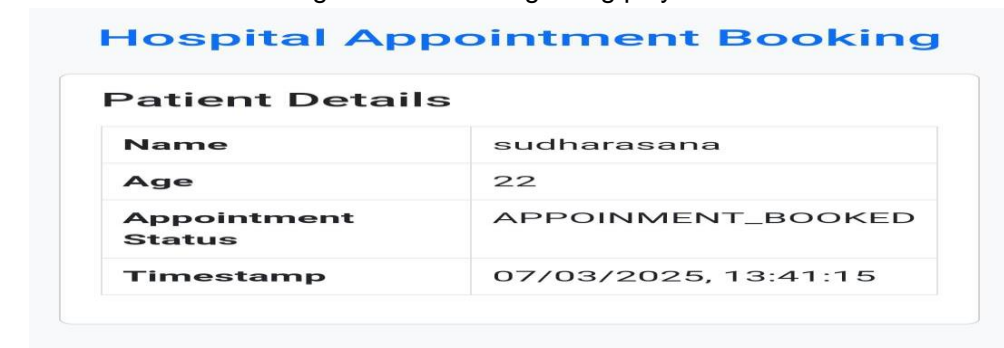 Hospital Appointment Booking
Patient Details
Name sudharasana
Age 22
Appointment APPOINMENT_BOOKED
Status
Timestamp 07/03/2025, 13:41:15